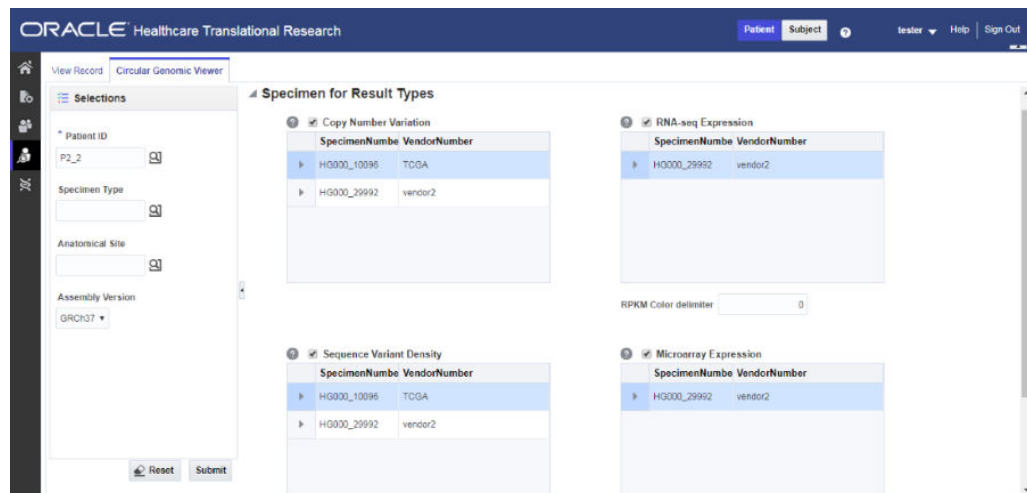 ORACLE Healthcare Translational Research
Patient Subject ? tester Help Sign Out
View Record Circular Genomic Viewer
Selections
* Patient ID
P2_2
Specimen Type
Anatomical Site
Assembly Version
GRCh37
Reset Submit
Specimen for Result Types
? Copy Number Variation
SpecimenNumbe VendorNumber
HG000_10096 TCGA
HG000_29992 vendor2
? RNA-seq Expression
SpecimenNumbe VendorNumber
HG000_29992 vendor2
RPKM Color delimiter 0
? Sequence Variant Density
SpecimenNumbe VendorNumber
HG000_10096 TCGA
HG000_29992 vendor2
? Microarray Expression
SpecimenNumbe VendorNumber
HG000_29992 vendor2